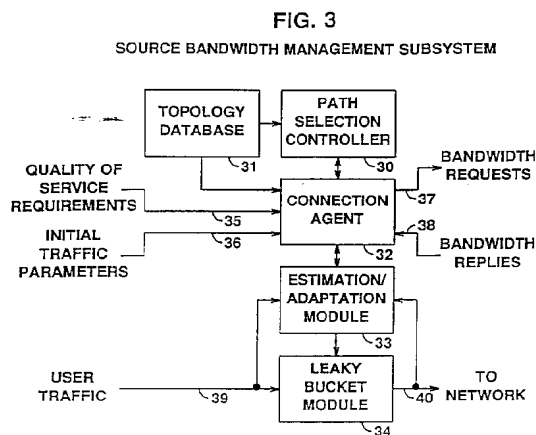 FIG. 3
SOURCE BANDWIDTH MANAGEMENT SUBSYSTEM
TOPOLOGY
DATABASE
31
PATH
SELECTION
CONTROLLER
30
QUALITY OF
SERVICE
REQUIREMENTS
35
INITIAL
TRAFFIC
PARAMETERS
36
CONNECTION
AGENT
32
BANDWIDTH
REQUESTS
37
38
BANDWIDTH
REPLIES
ESTIMATION/
ADAPTATION
MODULE
33
USER
TRAFFIC
39
LEAKY
BUCKET
MODULE
34
40
TO
NETWORK